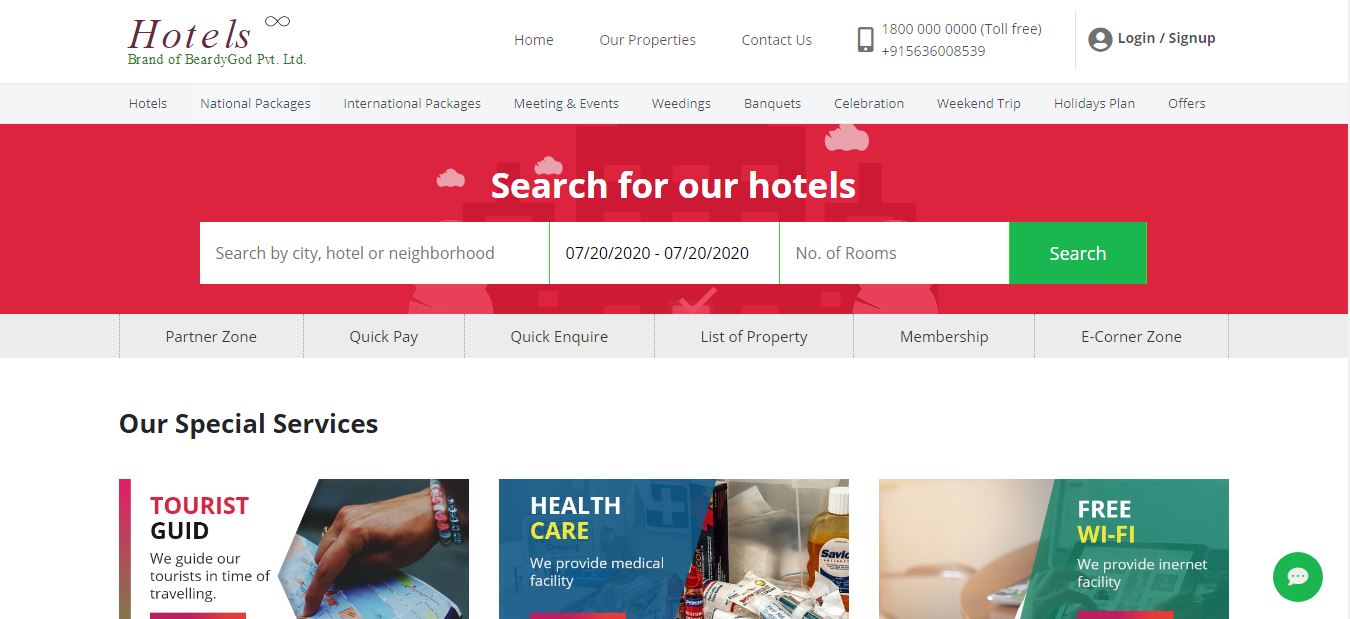 Hotels
Brand of BeardyGod Pvt. Ltd.
Home
Our Properties
Contact Us
1800 000 0000 (Toll free)
+915636008539
Login / Signup
Hotels
National Packages
International Packages
Meeting & Events
Weedings
Banquets
Celebration
Weekend Trip
Holidays Plan
Offers
Search for our hotels
Search by city, hotel or neighborhood
07/20/2020 - 07/20/2020
No. of Rooms
Search
Partner Zone
Quick Pay
Quick Enquire
List of Property
Membership
E-Corner Zone
Our Special Services
TOURIST
GUID
We guide our
tourists in time of
travelling.
HEALTH
CARE
We provide medical
facility
Savlo
FREE
WI-FI
We provide inernet
facility